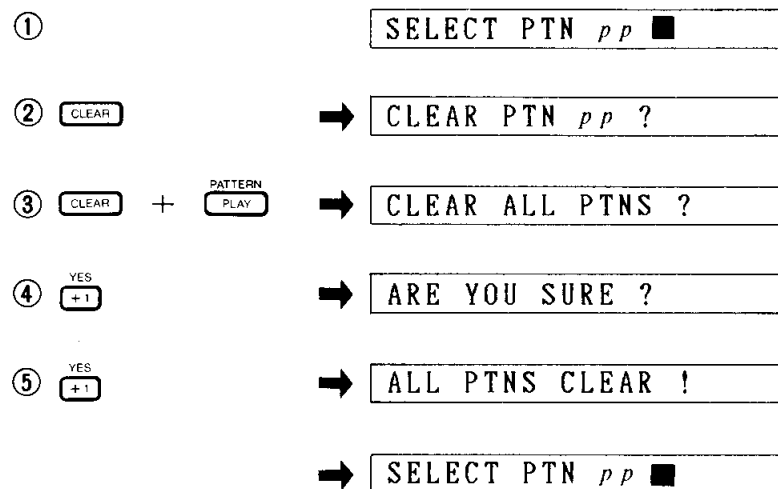 ① SELECT PTN pp ■
② CLEAR ➡ CLEAR PTN pp ?
PATTERN
③ CLEAR + PLAY ➡ CLEAR ALL PTNS ?
YES
④ +1 ➡ ARE YOU SURE ?
YES
⑤ +1 ➡ ALL PTNS CLEAR !
➡ SELECT PTN pp ■